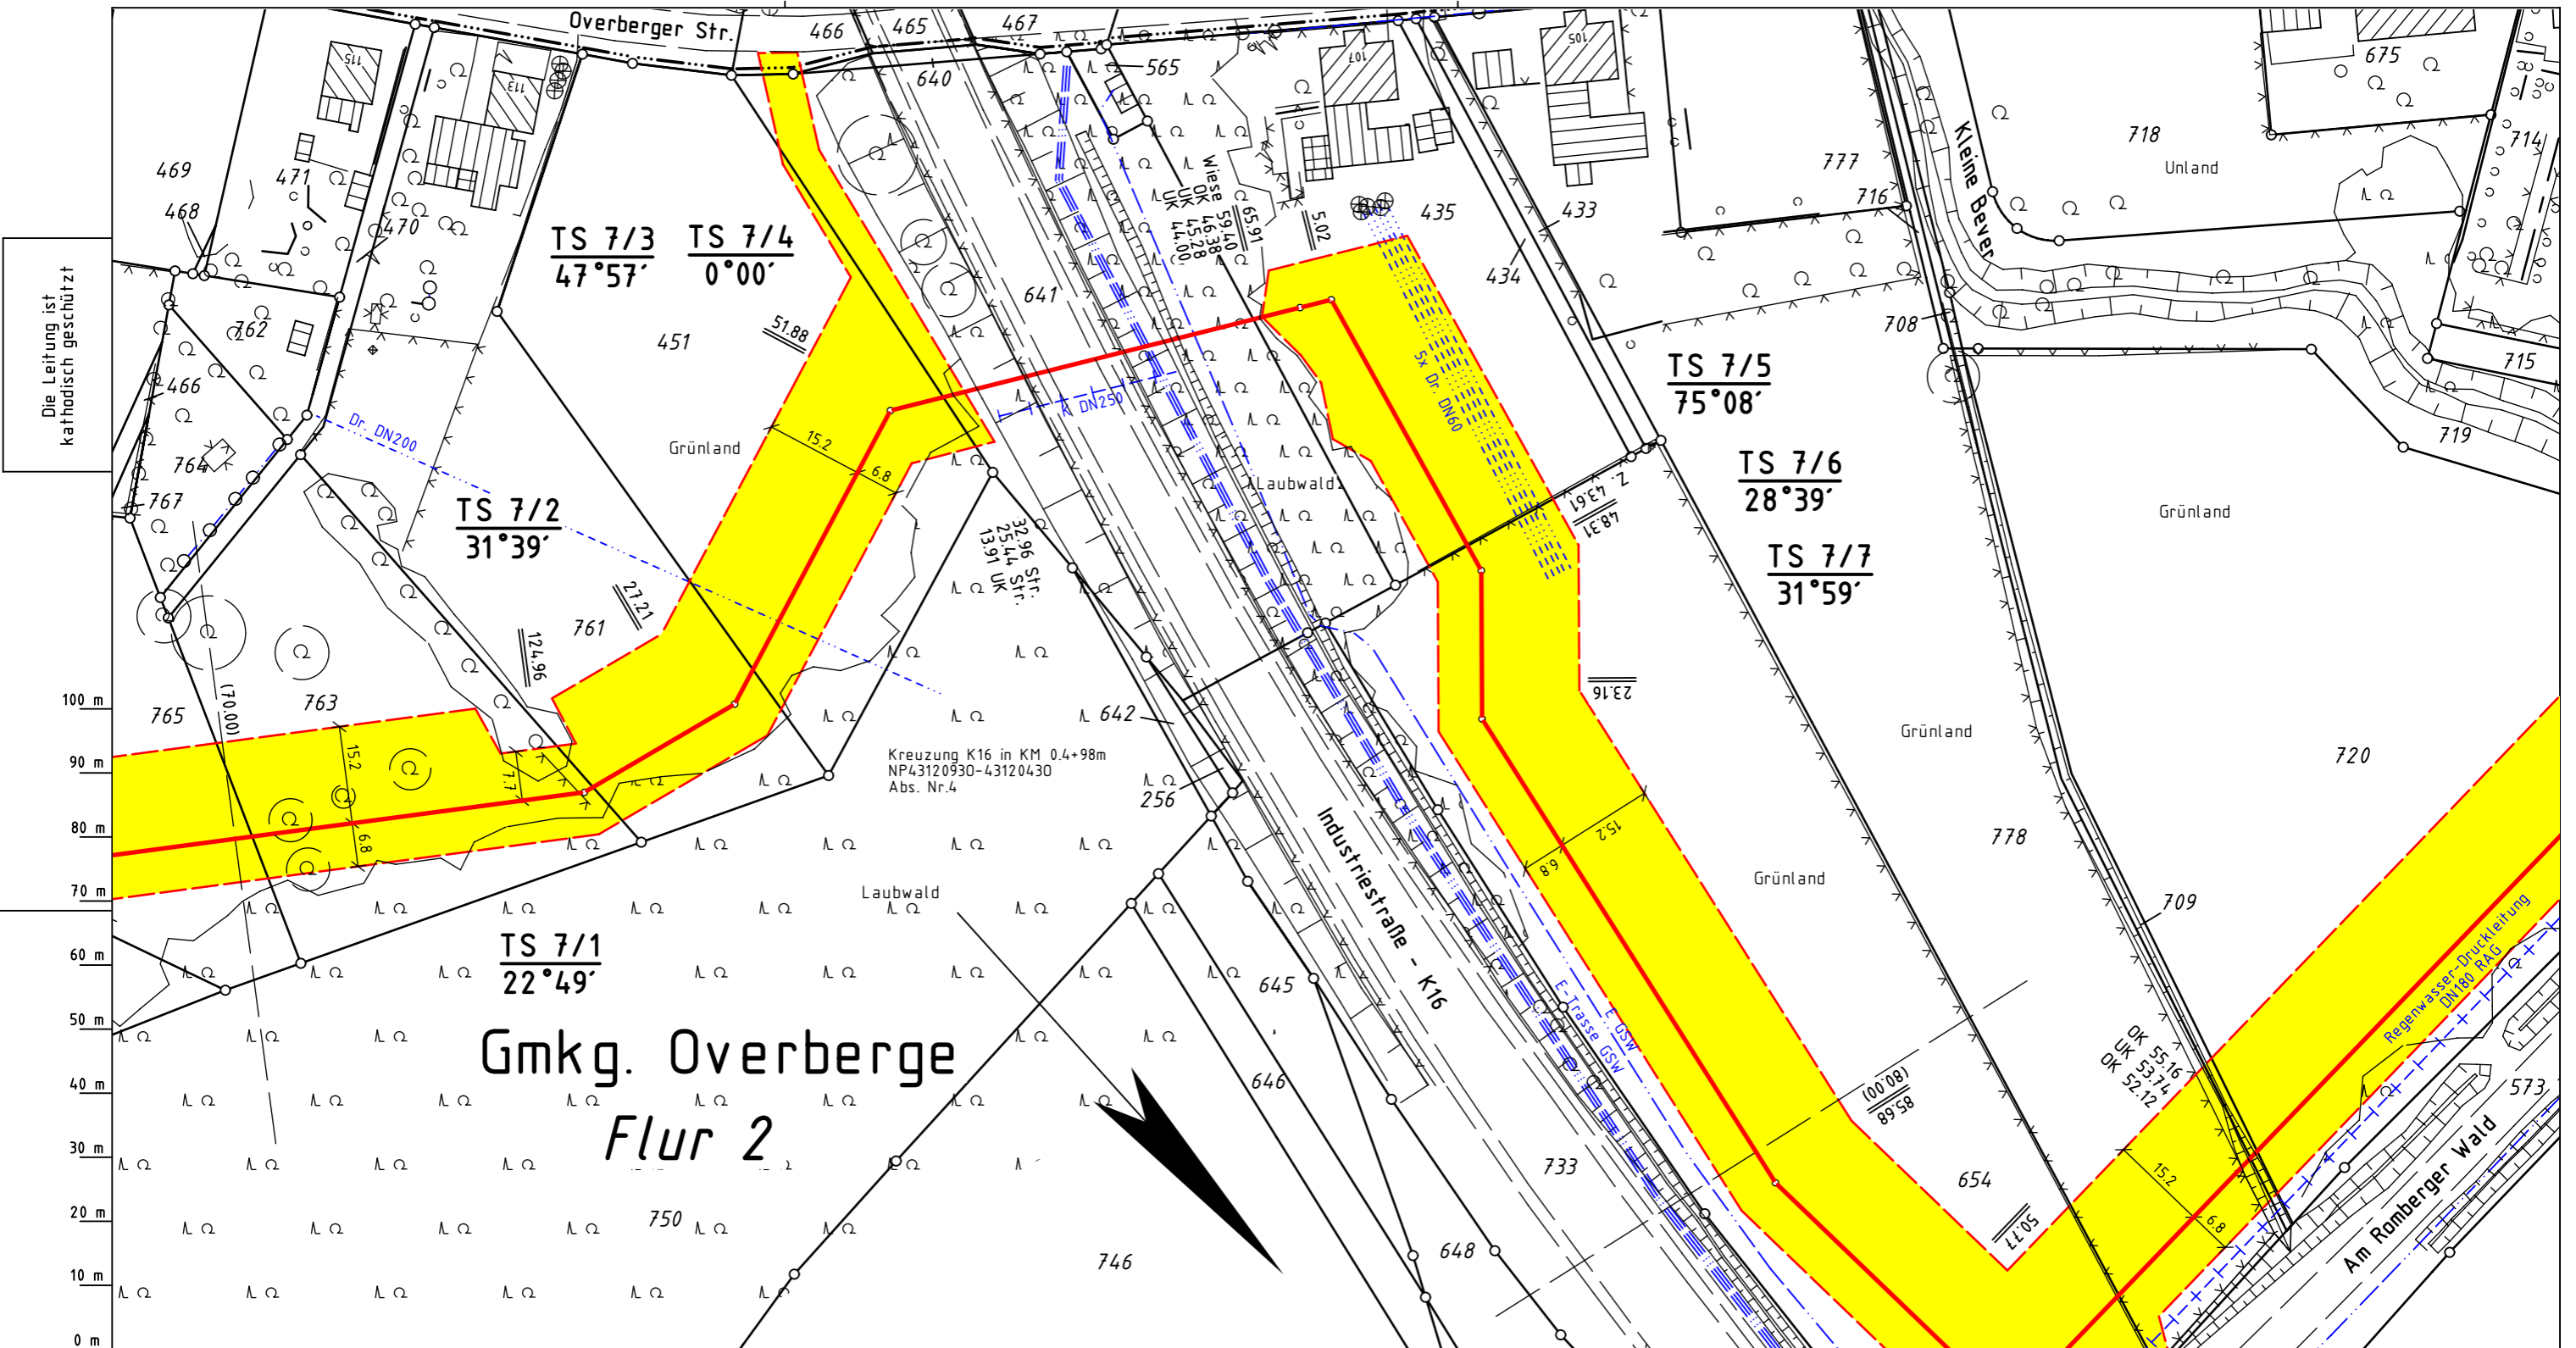 Overberger Str.
466
465
467
640
565
115
113
107
105
675
714
718
Unland
777
716
Kleine Bever
469
468
471
470
TS 7/3
47°57′
TS 7/4
0°00′
Wiese 59.40
OK 46.38
UK 45.28
UK 44.00
65.91
5.02
435
433
434
641
451
51.88
Die Leitung ist
kathodisch geschützt
762
466
764
767
Dr. DN200
Grünland
15.2
6.8
K DN250
5x Dr. DN60
Laubwald
TS 7/5
75°08′
708
715
719
TS 7/6
28°39′
Z. 43.61
48.31
Grünland
TS 7/2
31°39′
TS 7/7
31°59′
32.96 Str.
25.44 Str.
13.91 UK
27.21
124.96
761
23.16
100 m
765
(70.00)
763
642
Kreuzung K16 in KM 0.4+98m
NP43120930-43120430
Abs. Nr.4
256
Grünland
720
90 m
15.2
7.7
6.8
80 m
Industriestraße - K16
15.2
6.8
778
Grünland
70 m
Laubwald
709
Regenwasser-Druckleitung
DN180 RAG
TS 7/1
22°49′
60 m
645
E-Trasse GSW
E GSW
50 m
Gmkg. Overberge
Flur 2
646
OK 55.16
UK 53.74
OK 52.12
(80.00)
85.68
573
40 m
30 m
733
654
15.2
6.8
50.77
Am Romberger Wald
20 m
750
746
648
10 m
0 m